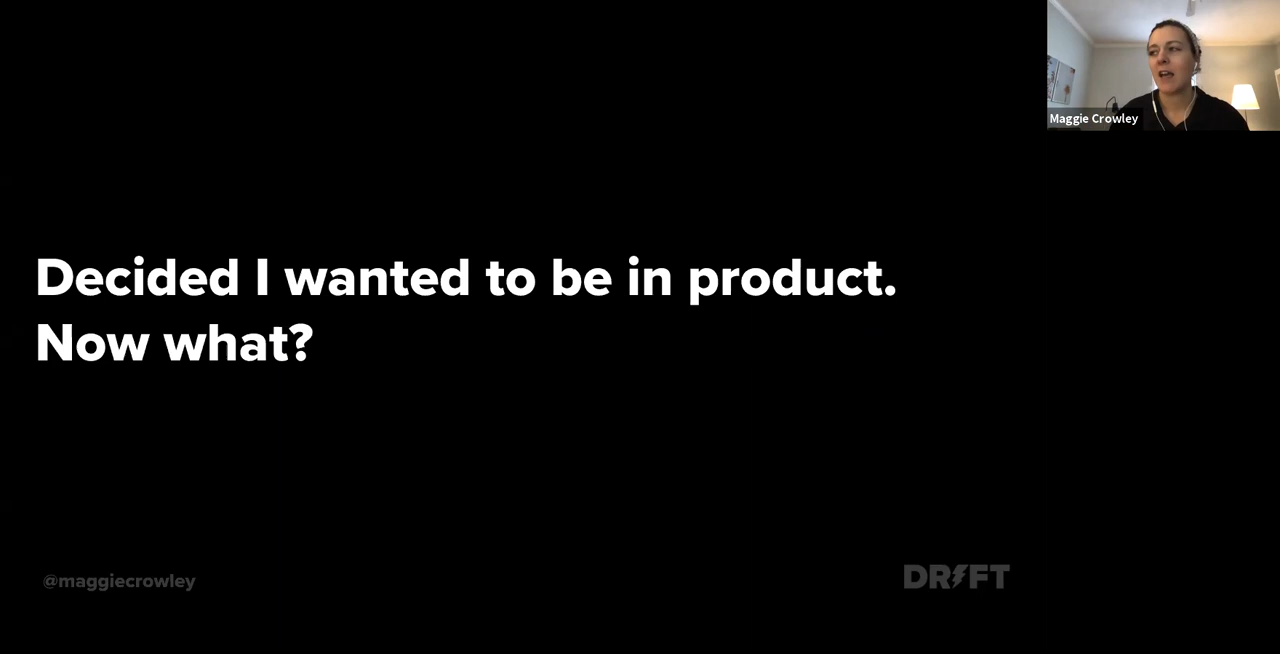 Maggie Crowley
Decided I wanted to be in product.
Now what?
@maggiecrowley
DRIFT